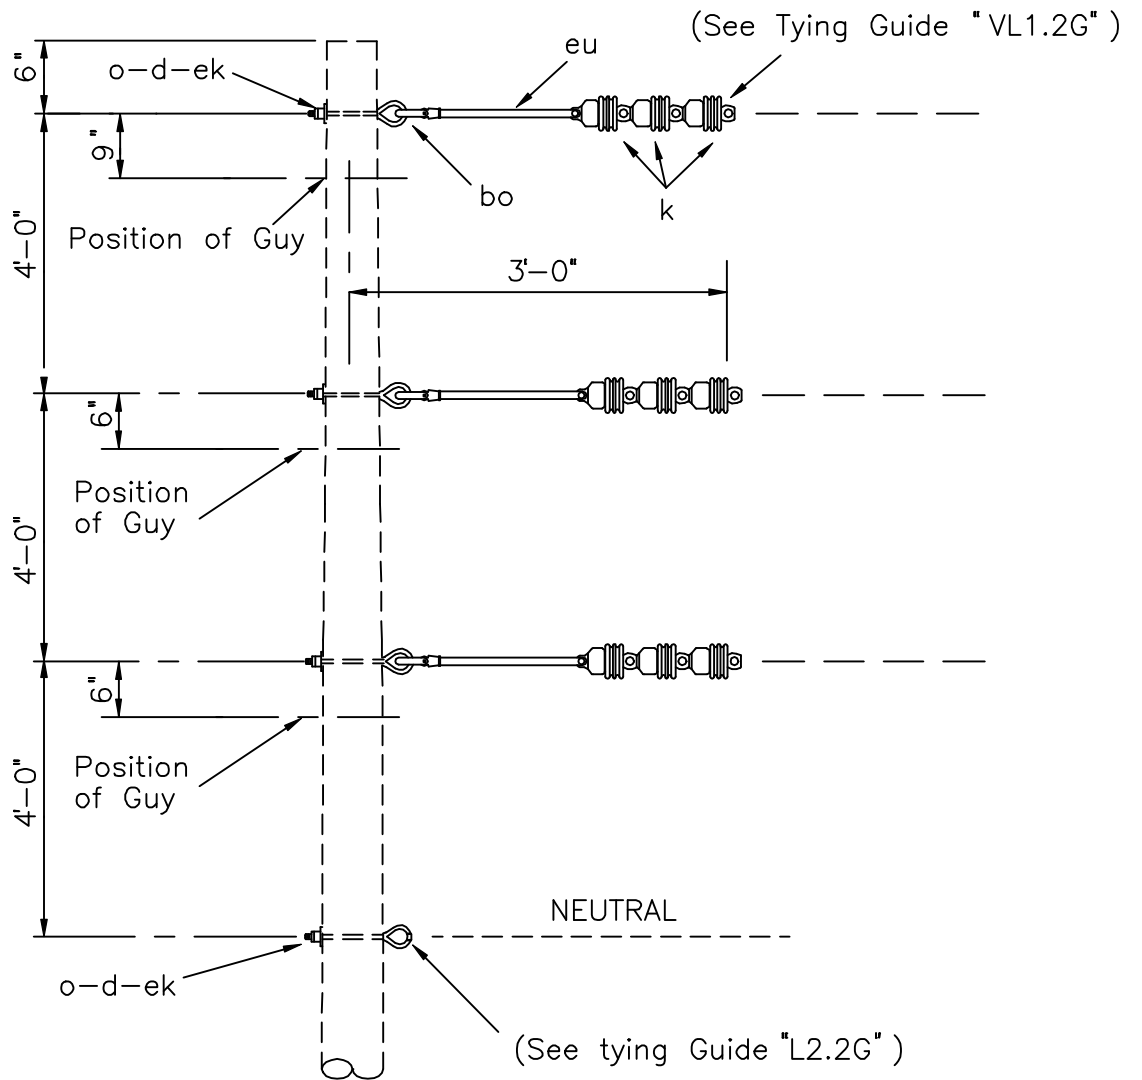 (See Tying Guide "VL1.2G")
eu
6"
o-d-ek
9"
bo
k
Position of Guy
4'-0"
3'-0"
6"
Position
of Guy
4'-0"
6"
Position
of Guy
4'-0"
NEUTRAL
o-d-ek
(See tying Guide "L2.2G")